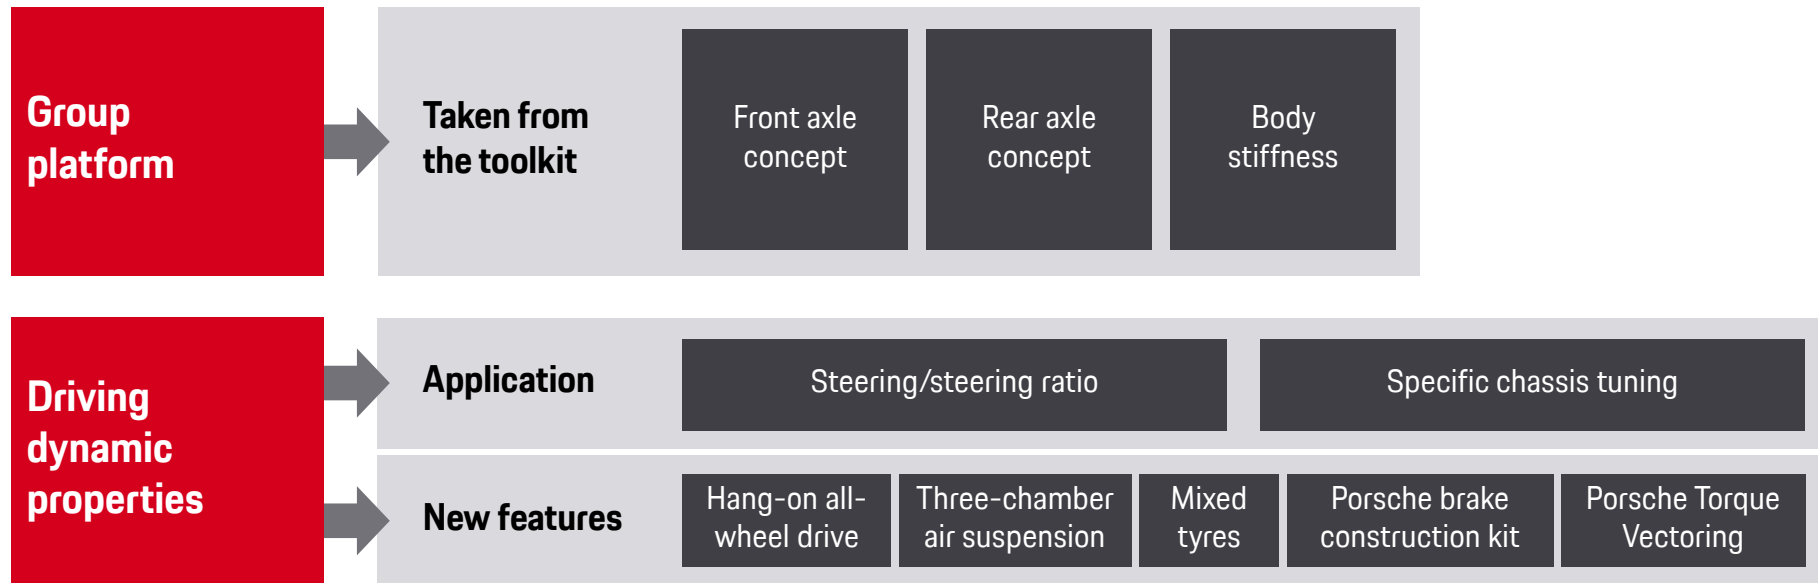 Group
platform
Taken from
the toolkit
Front axle
concept
Rear axle
concept
Body
stiffness
Driving
dynamic
properties
Application
Steering/steering ratio
Specific chassis tuning
New features
Hang-on all-
wheel drive
Three-chamber
air suspension
Mixed
tyres
Porsche brake
construction kit
Porsche Torque
Vectoring